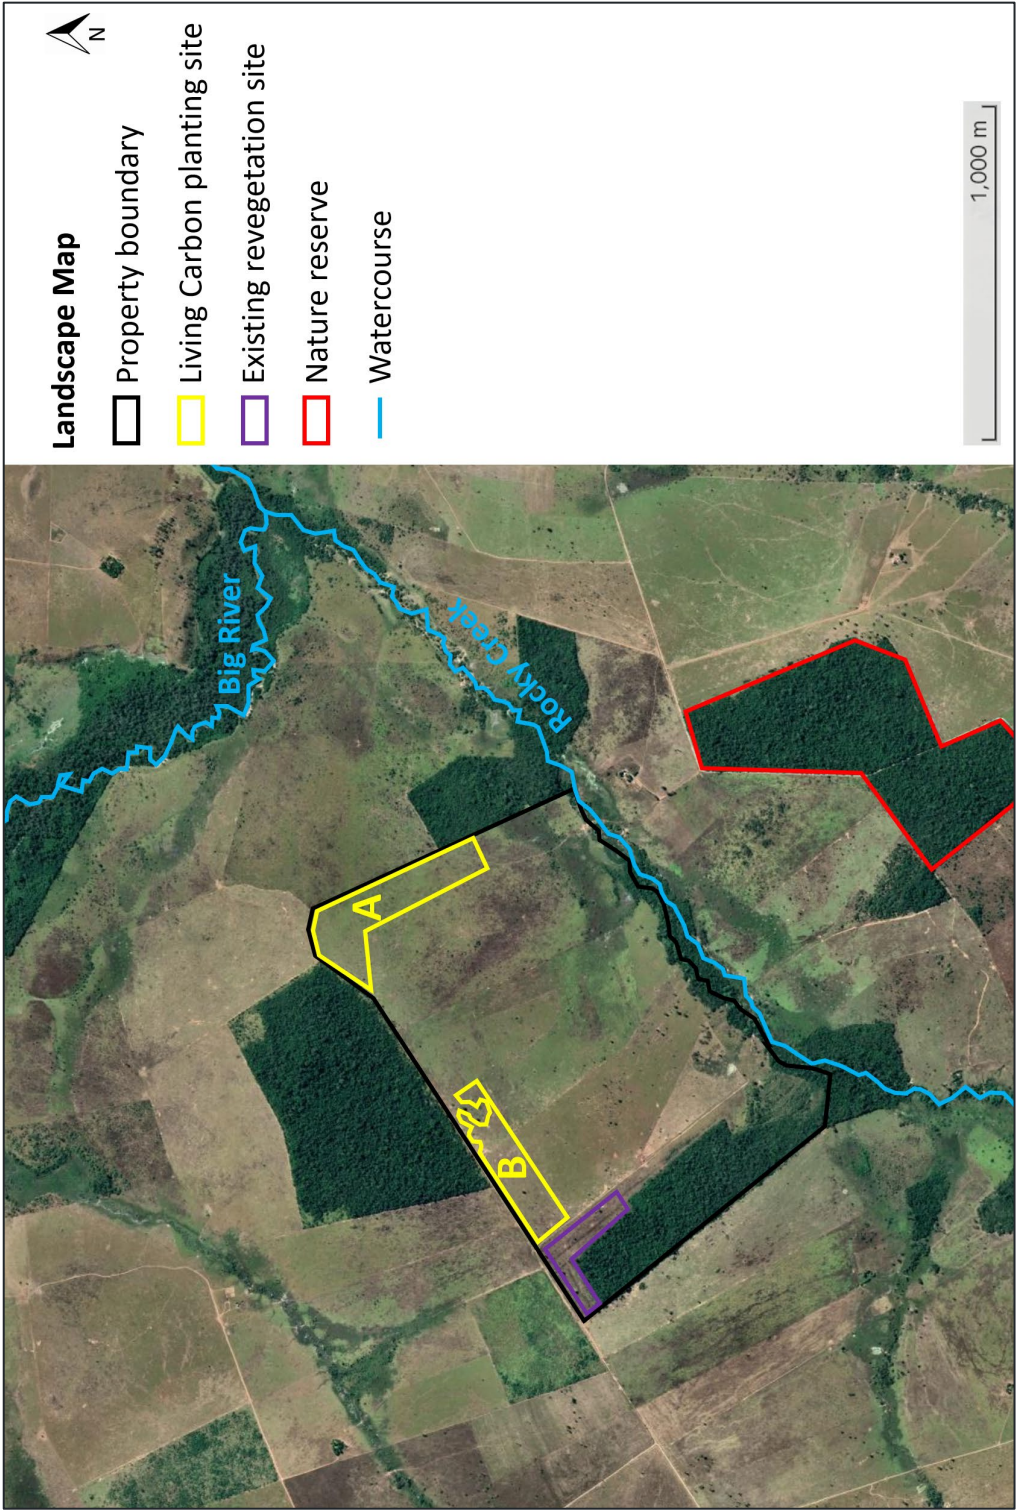 N
Landscape Map
Property boundary
Living Carbon planting site
Existing revegetation site
Nature reserve
Watercourse
1,000 m
Big River
Rocky Creek
A
B